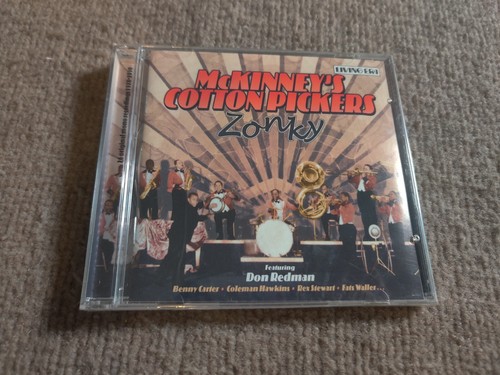 LIVING ERA
McKINNEY'S
COTTON PICKERS
Zonky
Featuring
Don Redman
Benny Carter • Coleman Hawkins • Rex Stewart • Fats Waller...